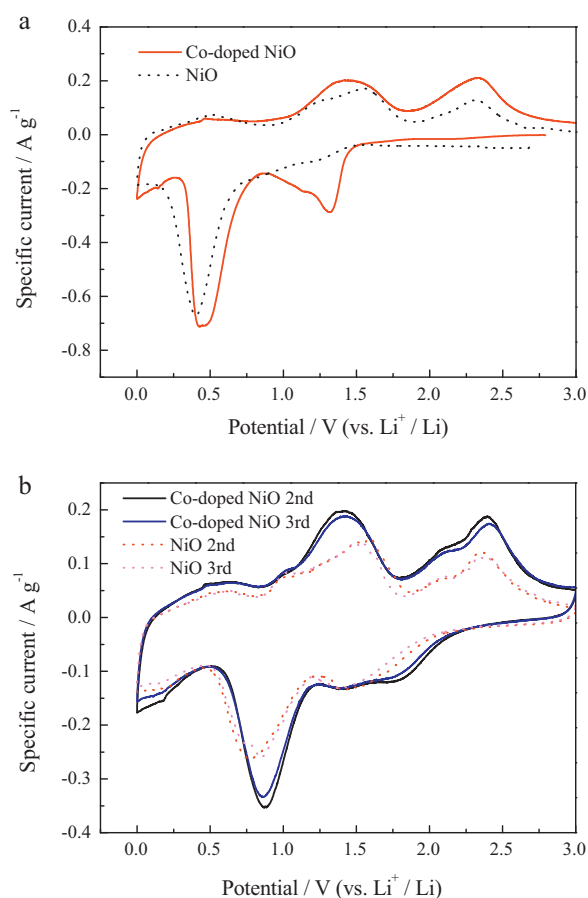 a
Co-doped NiO
NiO
0.4
0.2
0.0
-0.2
-0.4
-0.6
-0.8
Specific current / A g⁻¹
0.0 0.5 1.0 1.5 2.0 2.5 3.0
Potential / V (vs. Li⁺ / Li)
b
Co-doped NiO 2nd
Co-doped NiO 3rd
NiO 2nd
NiO 3rd
0.2
0.1
0.0
-0.1
-0.2
-0.3
-0.4
Specific current / A g⁻¹
0.0 0.5 1.0 1.5 2.0 2.5 3.0
Potential / V (vs. Li⁺ / Li)